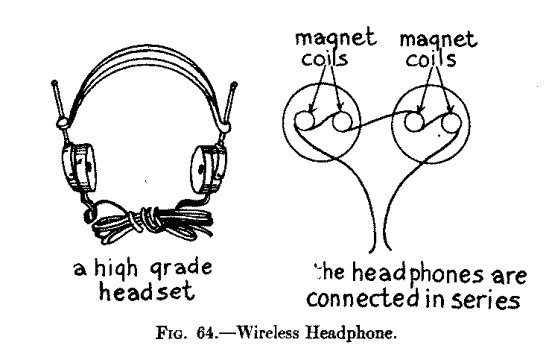 magnet
coils
magnet
coils
a high grade
headset
the headphones are
connected in series
FIG. 64.—Wireless Headphone.